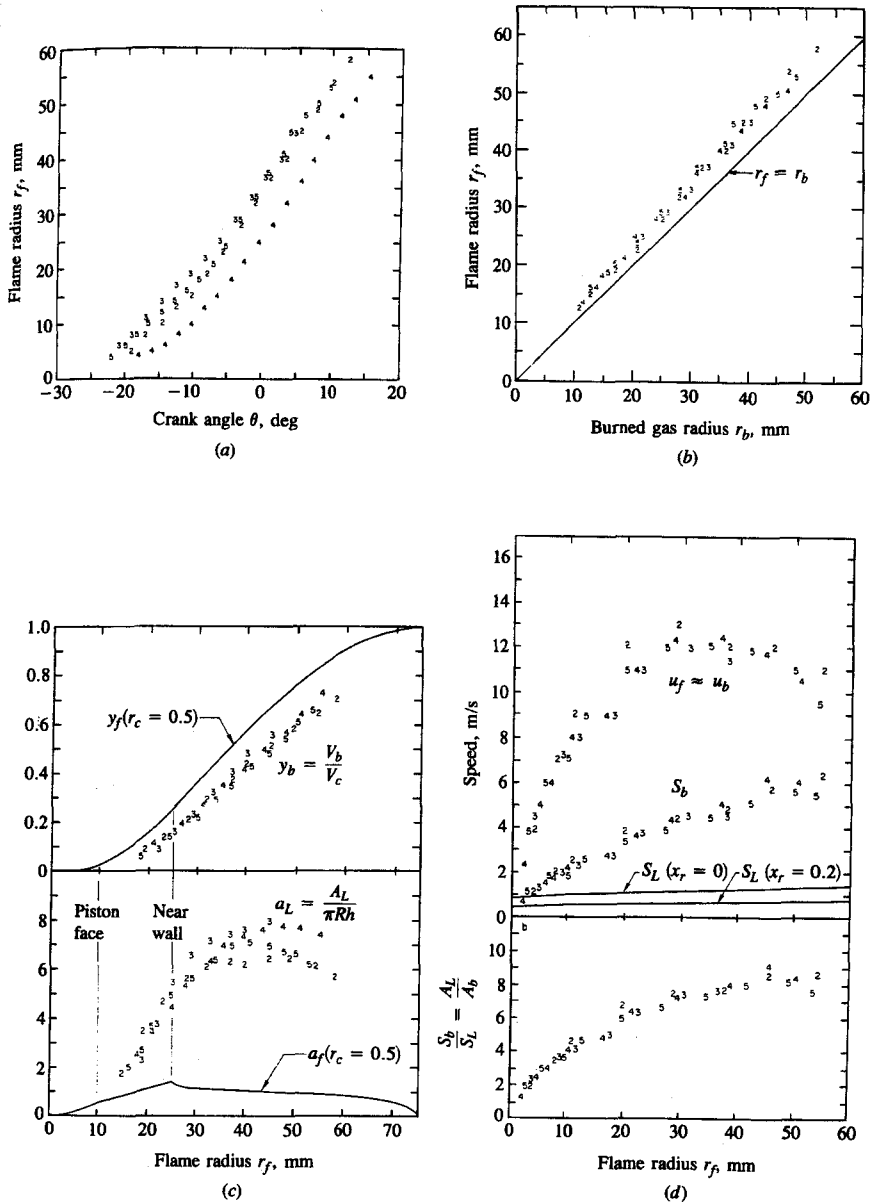 60
50
40
30
20
10
0
Flame radius r_f, mm
−30 −20 −10 0 10 20
Crank angle θ, deg
(a)
60
50
40
30
20
10
0
Flame radius r_f, mm
r_f = r_b
0 10 20 30 40 50 60
Burned gas radius r_b, mm
(b)
1.0
0.8
0.6
0.4
0.2
0
y_f(r_c = 0.5)
y_b = V_b / V_c
8
6
4
2
0
Piston face
Near wall
a_L = A_L / πRh
a_f(r_c = 0.5)
0 10 20 30 40 50 60 70
Flame radius r_f, mm
(c)
16
14
12
10
8
6
4
2
0
Speed, m/s
u_f ≈ u_b
S_b
S_L (x_r = 0)
S_L (x_r = 0.2)
8
6
4
2
0
S_b / S_L = A_L / A_b
0 10 20 30 40 50 60
Flame radius r_f, mm
(d)